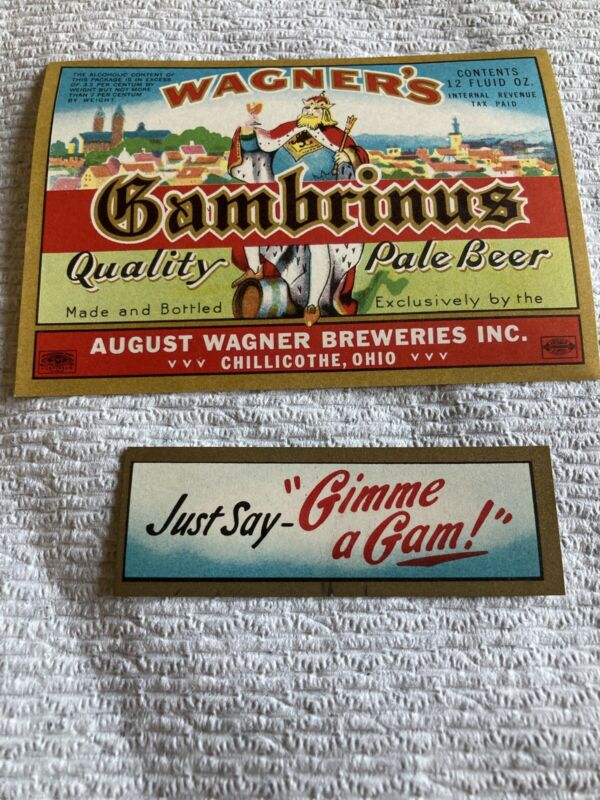 WAGNER'S
THE ALCOHOLIC CONTENT OF
THIS PACKAGE IS IN EXCESS
OF 3.2 PER CENTUM BY
WEIGHT BUT NOT MORE
THAN 7 PER CENTUM
BY WEIGHT.
CONTENTS
12 FLUID OZ.
INTERNAL REVENUE
TAX PAID
Gambrinus
Quality Pale Beer
Made and Bottled Exclusively by the
AUGUST WAGNER BREWERIES INC.
CHILLICOTHE, OHIO
Just Say - "Gimme
a Gam!"